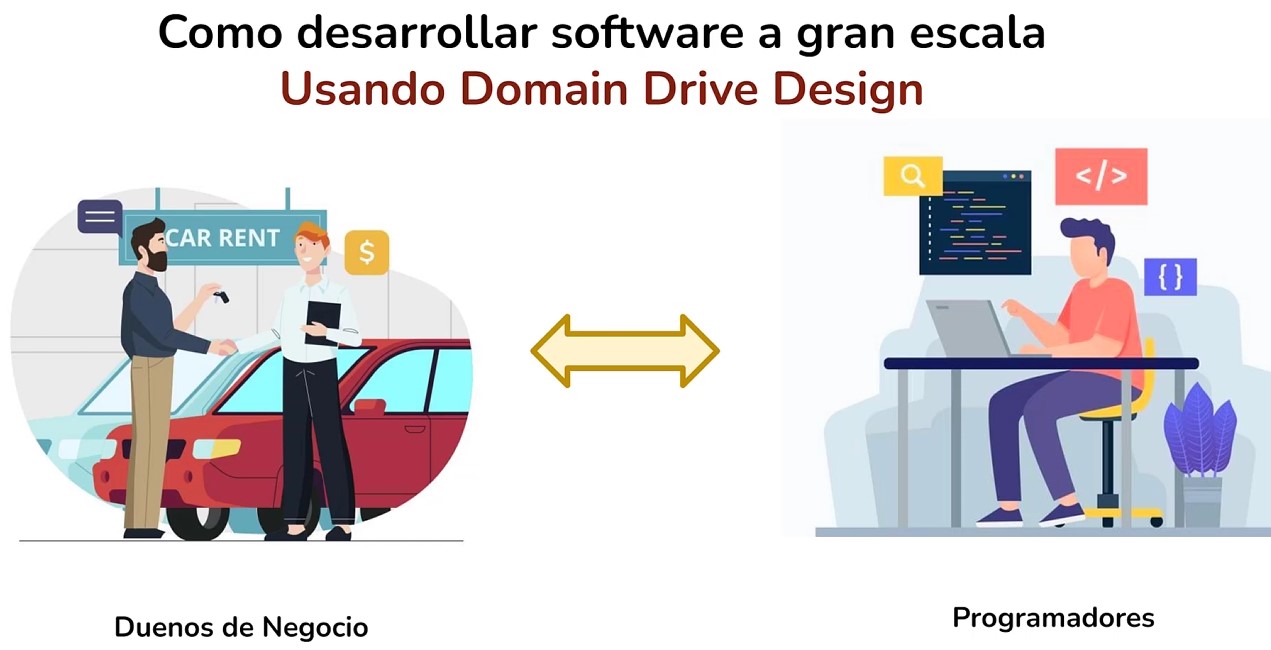 Como desarrollar software a gran escala
Usando Domain Drive Design
CAR RENT
$
</>
{}
Duenos de Negocio
Programadores